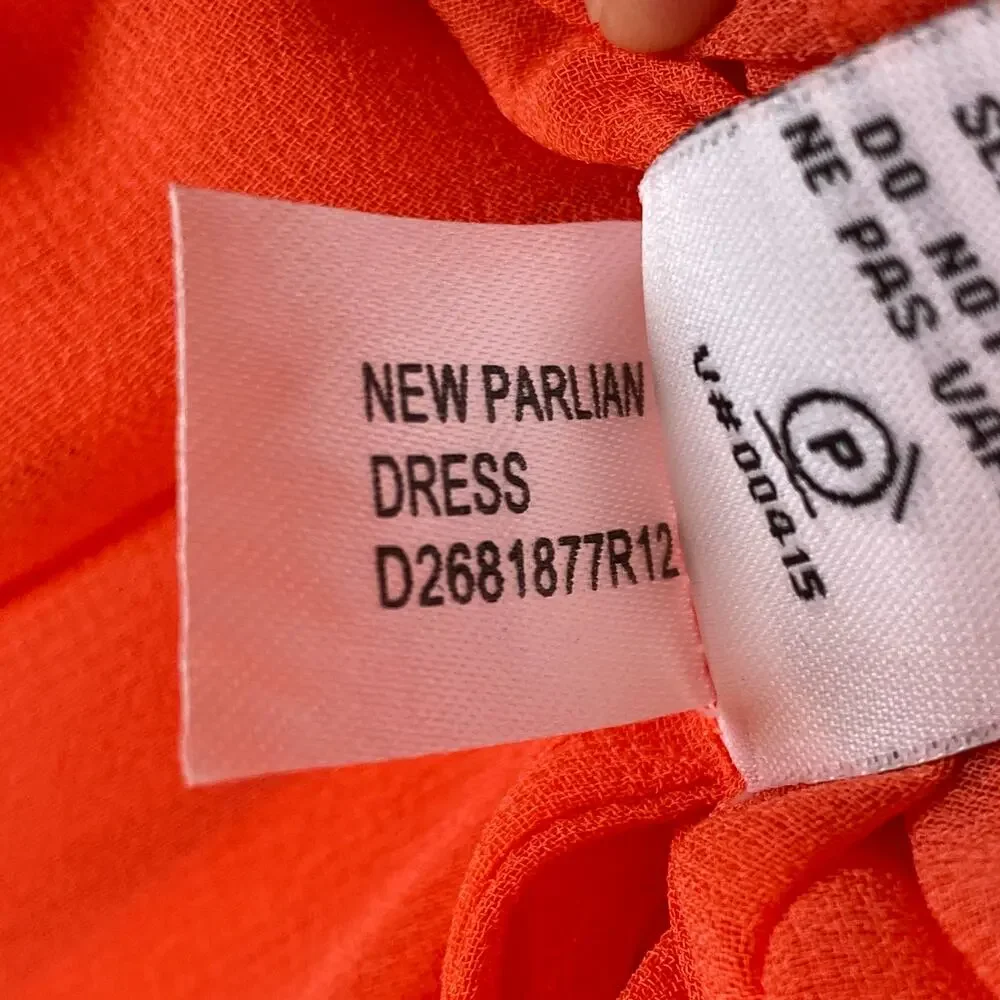 NEW PARLIAN
DRESS
D2681877R12
DO NOT
NE PAS
P
V#00415